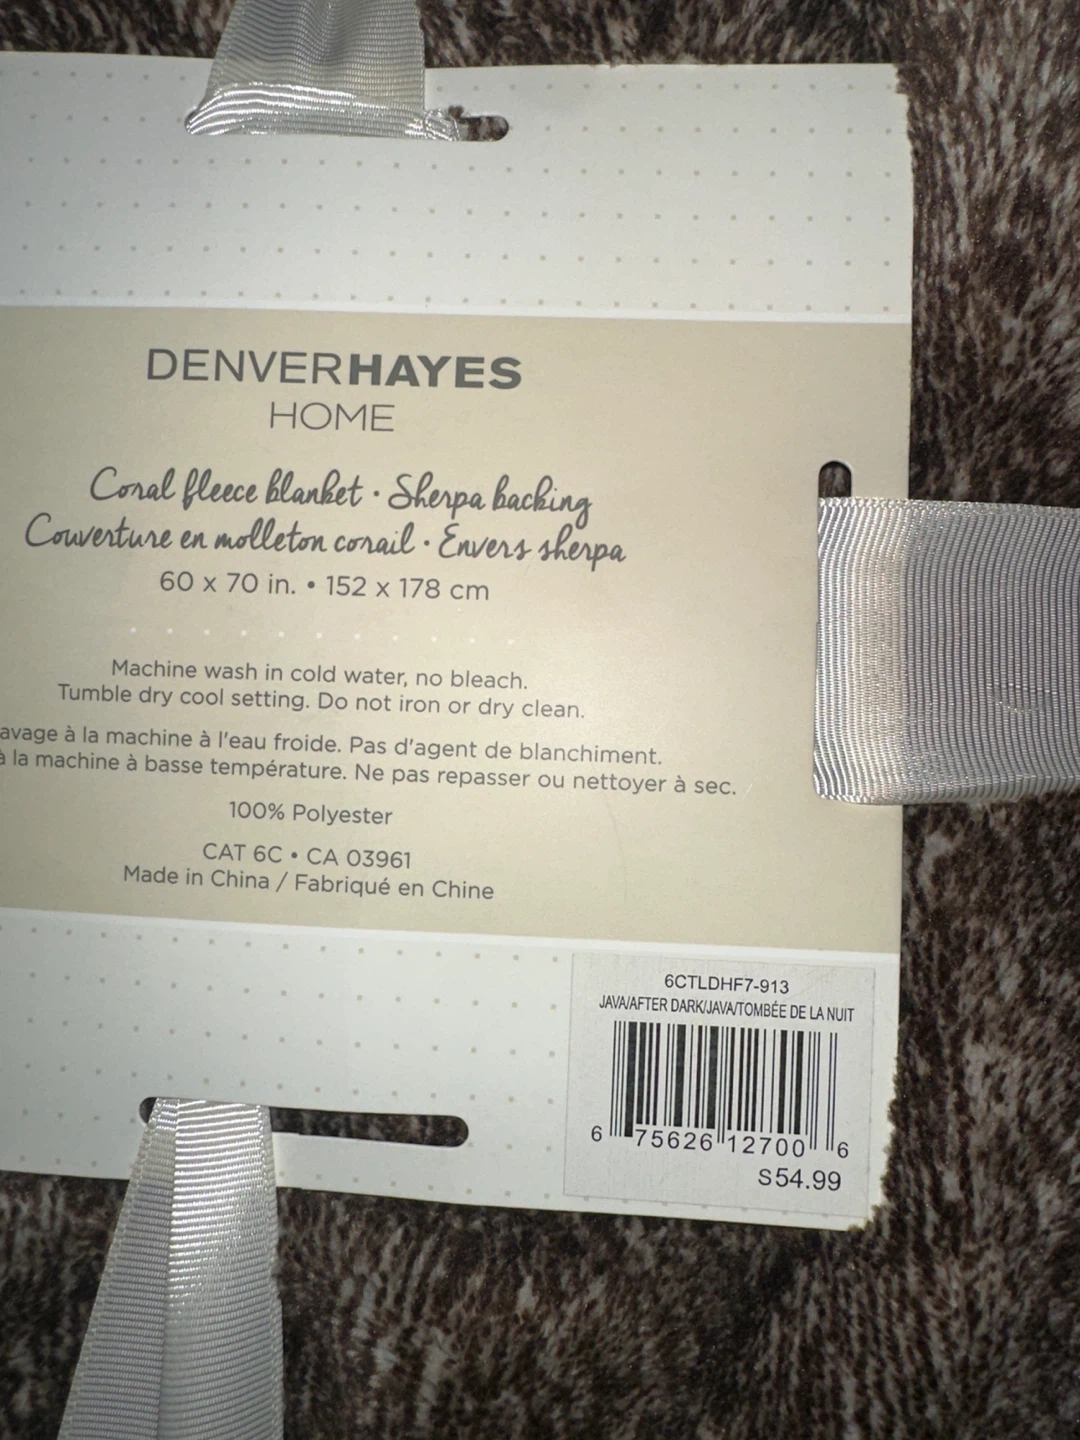 DENVERHAYES
HOME
Coral fleece blanket • Sherpa backing
Couverture en molleton corail • Envers sherpa
60 x 70 in. • 152 x 178 cm
Machine wash in cold water, no bleach.
Tumble dry cool setting. Do not iron or dry clean.
avage à la machine à l'eau froide. Pas d'agent de blanchiment.
à la machine à basse température. Ne pas repasser ou nettoyer à sec.
100% Polyester
CAT 6C • CA 03961
Made in China / Fabriqué en Chine
6CTLDHF7-913
JAVA/AFTER DARK/JAVA/TOMBÉE DE LA NUIT
6 75626 12700 6
S54.99